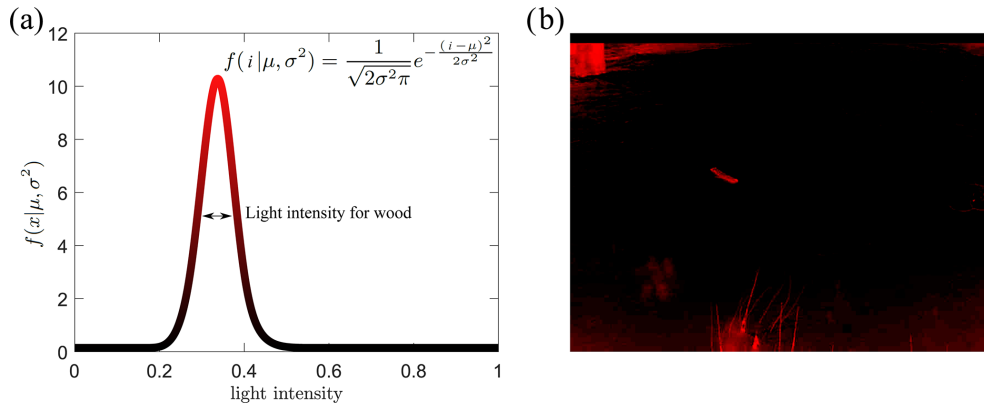 (a)
(b)
f(i|μ,σ²) = 1/√(2σ²π) e^{-(i-μ)²/2σ²}
12
10
8
6
4
2
0
f(x|μ,σ²)
Light intensity for wood
0 0.2 0.4 0.6 0.8 1
light intensity